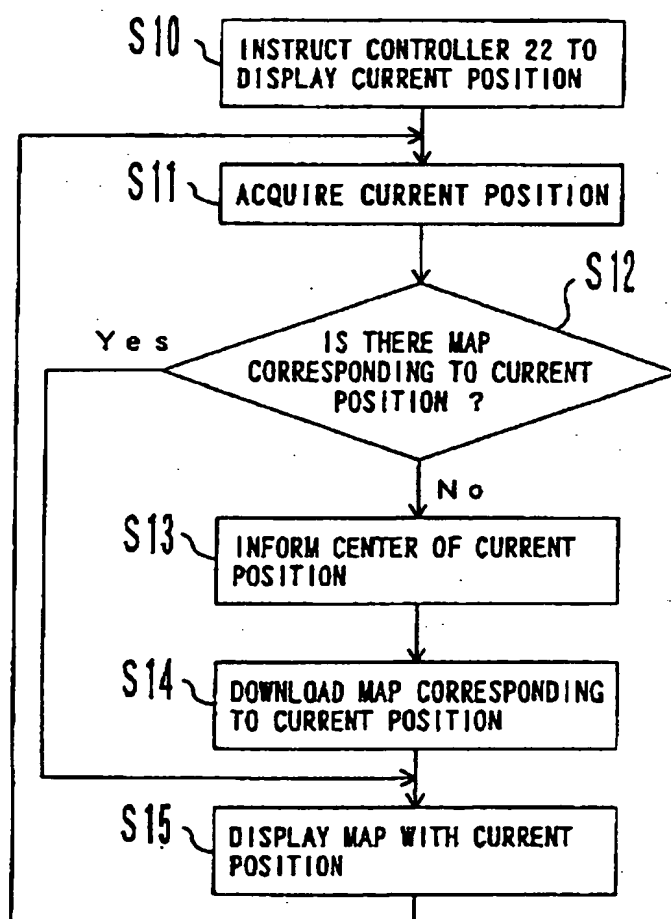 S10
INSTRUCT CONTROLLER 22 TO
DISPLAY CURRENT POSITION
S11
ACQUIRE CURRENT POSITION
S12
Yes
IS THERE MAP
CORRESPONDING TO CURRENT
POSITION ?
No
S13
INFORM CENTER OF CURRENT
POSITION
S14
DOWNLOAD MAP CORRESPONDING
TO CURRENT POSITION
S15
DISPLAY MAP WITH CURRENT
POSITION